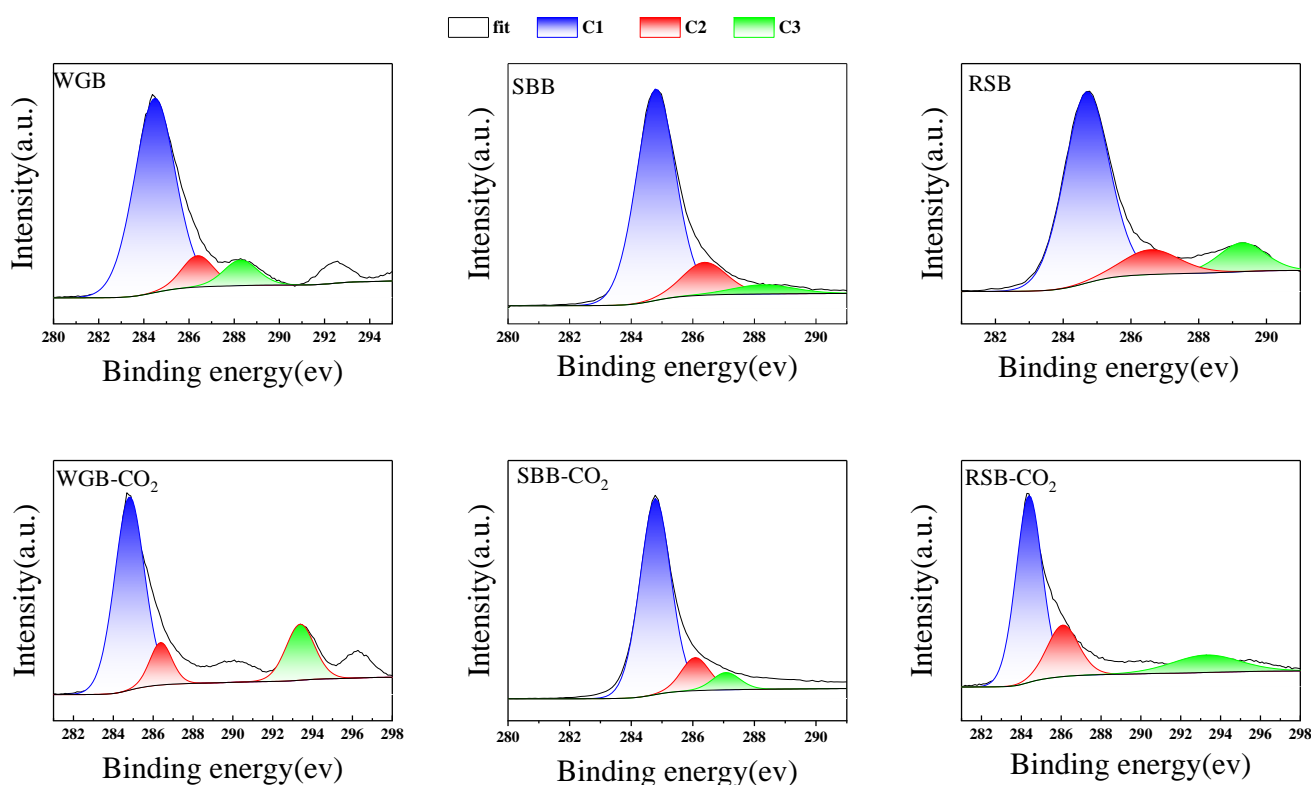 fit C1 C2 C3
WGB
Intensity(a.u.)
280 282 284 286 288 290 292 294
Binding energy(ev)
SBB
Intensity(a.u.)
280 282 284 286 288 290
Binding energy(ev)
RSB
Intensity(a.u.)
282 284 286 288 290
Binding energy(ev)
WGB-CO₂
Intensity(a.u.)
282 284 286 288 290 292 294 296 298
Binding energy(ev)
SBB-CO₂
Intensity(a.u.)
280 282 284 286 288 290
Binding energy(ev)
RSB-CO₂
Intensity(a.u.)
282 284 286 288 290 292 294 296 298
Binding energy(ev)